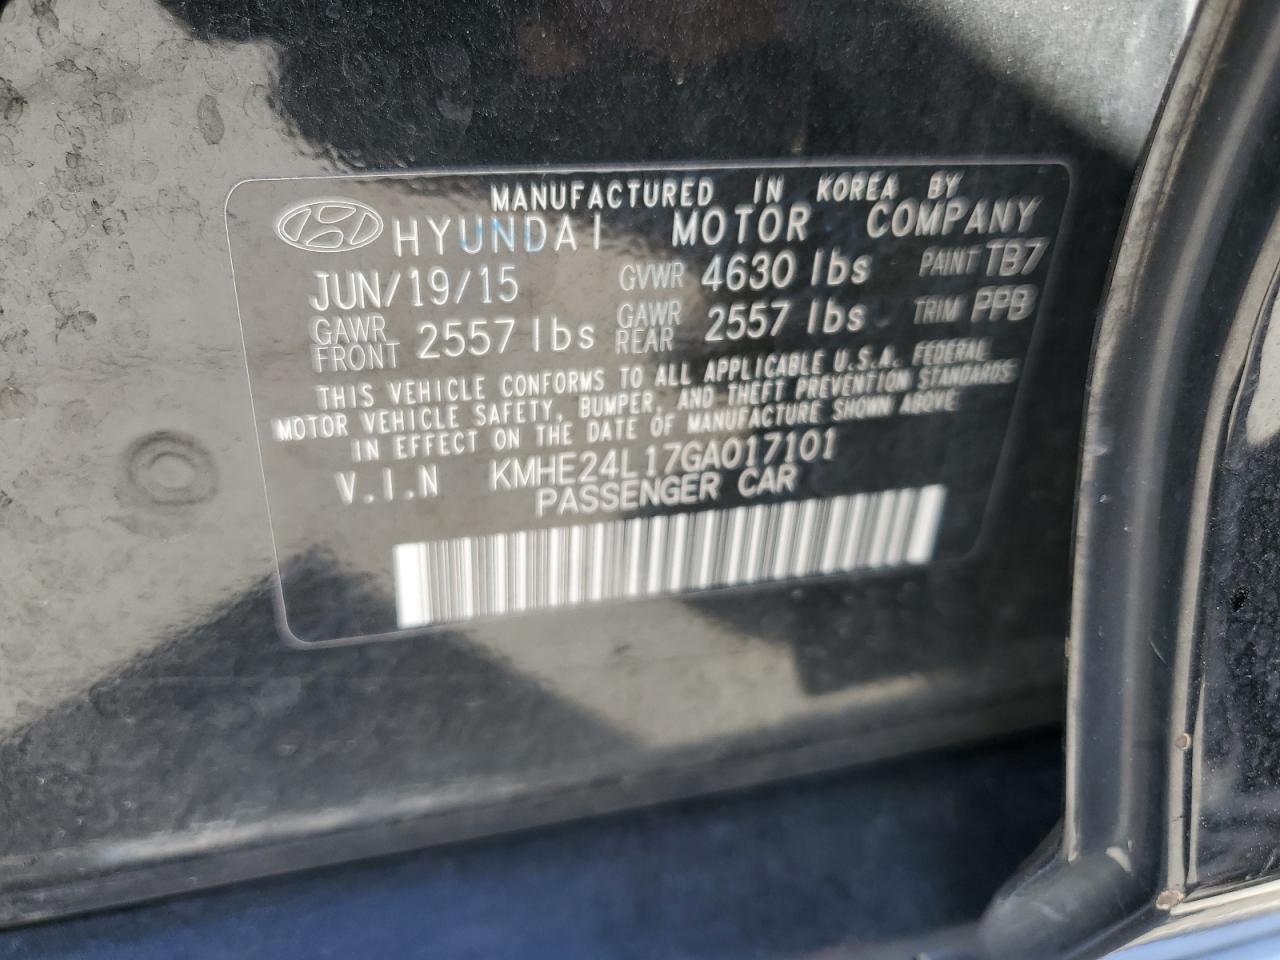 MANUFACTURED IN KOREA BY
HYUNDAI MOTOR COMPANY
JUN/19/15 GVWR 4630 lbs PAINT TB7
GAWR FRONT 2557 lbs GAWR REAR 2557 lbs TRIM PPB
THIS VEHICLE CONFORMS TO ALL APPLICABLE U.S.A. FEDERAL
MOTOR VEHICLE SAFETY, BUMPER, AND THEFT PREVENTION STANDARDS
IN EFFECT ON THE DATE OF MANUFACTURE SHOWN ABOVE
V.I.N KMHE24L17GA017101
PASSENGER CAR